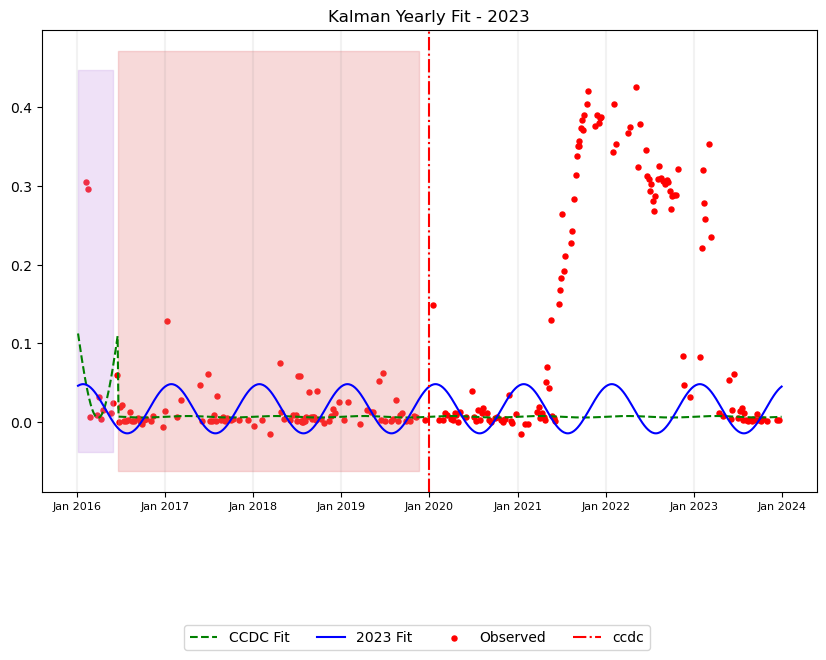 Kalman Yearly Fit - 2023
0.4
0.3
0.2
0.1
0.0
Jan 2016 Jan 2017 Jan 2018 Jan 2019 Jan 2020 Jan 2021 Jan 2022 Jan 2023 Jan 2024
CCDC Fit 2023 Fit Observed ccdc